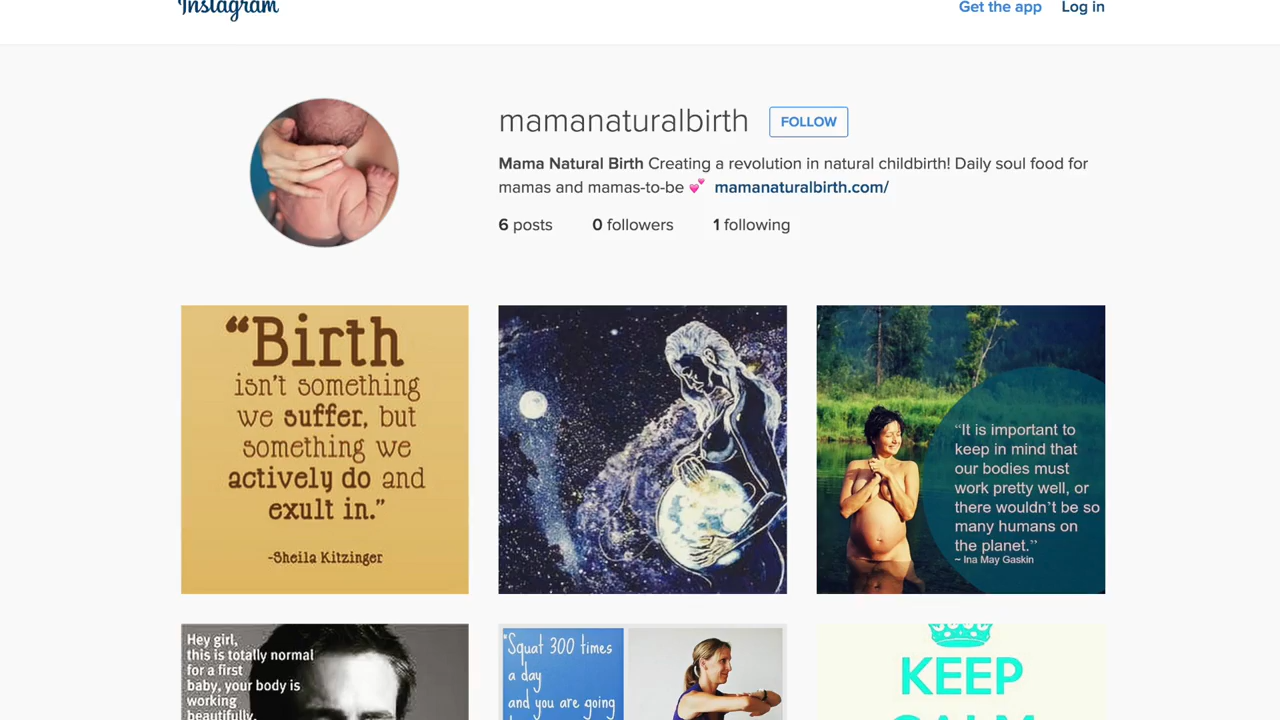 Instagram
Get the app Log in
mamanaturalbirth FOLLOW
Mama Natural Birth Creating a revolution in natural childbirth! Daily soul food for
mamas and mamas-to-be 💕 mamanaturalbirth.com/
6 posts 0 followers 1 following
“Birth
isn't something
we suffer, but
something we
actively do and
exult in.”
-Sheila Kitzinger
“It is important to
keep in mind that
our bodies must
work pretty well, or
there wouldn’t be so
many humans on
the planet.”
~ Ina May Gaskin
Hey girl,
this is totally normal
for a first
baby, your body is
working
beautifully.
"Squat 300 times
a day
and you are going
KEEP
CALM